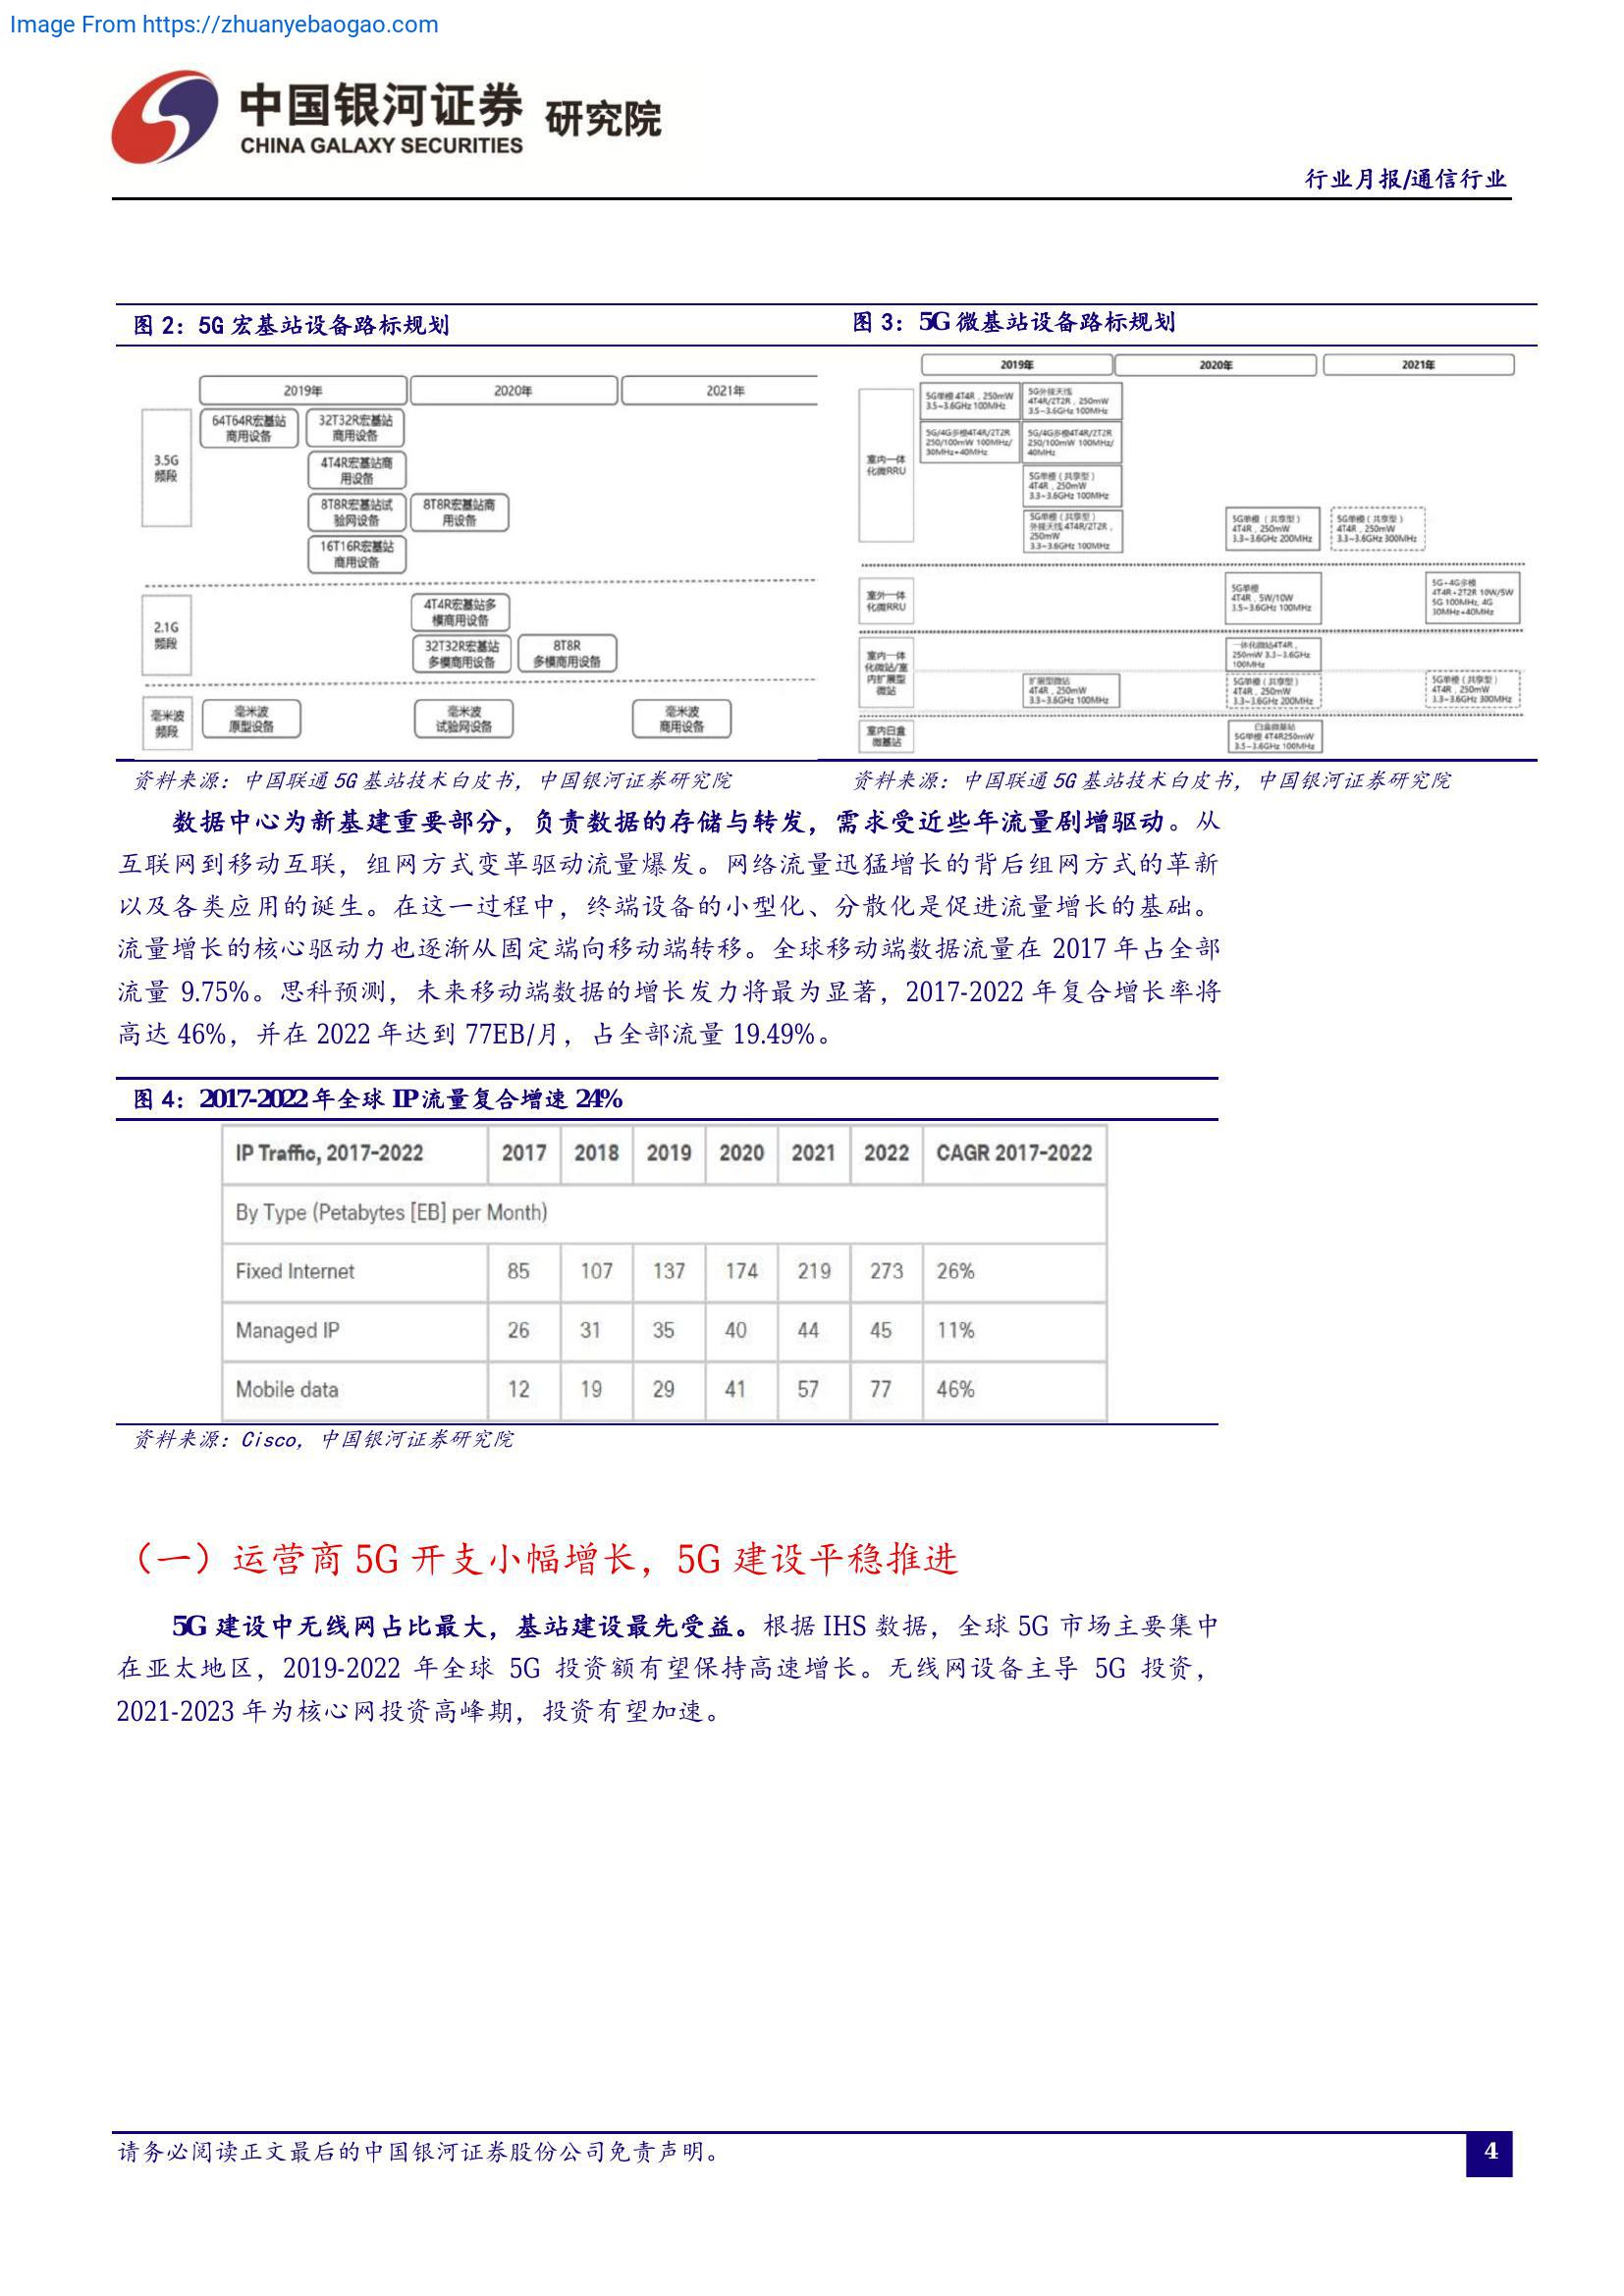 Image From https://zhuanyebaogao.com
中国银河证券 研究院
CHINA GALAXY SECURITIES
行业月报/通信行业
图 2：5G 宏基站设备路标规划
2019年 2020年 2021年
3.5G
频段
64T64R宏基站
商用设备
32T32R宏基站
商用设备
4T4R宏基站商
用设备
8T8R宏基站试
验网设备
8T8R宏基站商
用设备
16T16R宏基站
商用设备
2.1G
频段
4T4R宏基站多
模商用设备
32T32R宏基站
多模商用设备
8T8R
多模商用设备
毫米波
频段
毫米波
原型设备
毫米波
试验网设备
毫米波
商用设备
资料来源：中国联通 5G 基站技术白皮书，中国银河证券研究院
图 3：5G 微基站设备路标规划
2019年 2020年 2021年
室内一体
化微RRU
5G单模 4T4R，250mW
3.5~3.6GHz 100MHz
5G外接天线
4T4R/2T2R，250mW
3.5~3.6GHz 100MHz
5G/4G多模4T4R/2T2R
250/100mW 100MHz/
30MHz+40MHz
5G/4G多模4T4R/2T2R
250/100mW 100MHz/
40MHz
5G单模（共享型）
4T4R，250mW
3.3~3.6GHz 100MHz
5G单模（共享型）
外接天线 4T4R/2T2R，
250mW
3.3~3.6GHz 100MHz
5G单模（共享型）
4T4R，250mW
3.3~3.6GHz 200MHz
5G单模（共享型）
4T4R，250mW
3.3~3.6GHz 300MHz
室外一体
化微RRU
5G单模
4T4R，5W/10W
3.5~3.6GHz 100MHz
5G+4G多模
4T4R+2T2R 10W/5W
5G 100MHz, 4G
30MHz+40MHz
室内一体
化微站/室
内扩展型
微站
一体化微站4T4R，
250mW 3.3~3.6GHz
100MHz
扩展型微站
4T4R，250mW
3.3~3.6GHz 100MHz
5G单模（共享型）
4T4R，250mW
3.3~3.6GHz 200MHz
5G单模（共享型）
4T4R，250mW
3.3~3.6GHz 300MHz
室内白盒
微基站
白盒微基站
5G单模 4T4R250mW
3.5~3.6GHz 100MHz
资料来源：中国联通 5G 基站技术白皮书，中国银河证券研究院
数据中心为新基建重要部分，负责数据的存储与转发，需求受近些年流量剧增驱动。从
互联网到移动互联，组网方式变革驱动流量爆发。网络流量迅猛增长的背后组网方式的革新
以及各类应用的诞生。在这一过程中，终端设备的小型化、分散化是促进流量增长的基础。
流量增长的核心驱动力也逐渐从固定端向移动端转移。全球移动端数据流量在 2017 年占全部
流量 9.75%。思科预测，未来移动端数据的增长发力将最为显著，2017-2022 年复合增长率将
高达 46%，并在 2022 年达到 77EB/月，占全部流量 19.49%。
图 4：2017-2022 年全球 IP 流量复合增速 24%
IP Traffic, 2017-2022 2017 2018 2019 2020 2021 2022 CAGR 2017-2022
By Type (Petabytes [EB] per Month)
Fixed Internet 85 107 137 174 219 273 26%
Managed IP 26 31 35 40 44 45 11%
Mobile data 12 19 29 41 57 77 46%
资料来源：Cisco，中国银河证券研究院
（一）运营商 5G 开支小幅增长，5G 建设平稳推进
5G 建设中无线网占比最大，基站建设最先受益。根据 IHS 数据，全球 5G 市场主要集中
在亚太地区，2019-2022 年全球 5G 投资额有望保持高速增长。无线网设备主导 5G 投资，
2021-2023 年为核心网投资高峰期，投资有望加速。
请务必阅读正文最后的中国银河证券股份公司免责声明。
4